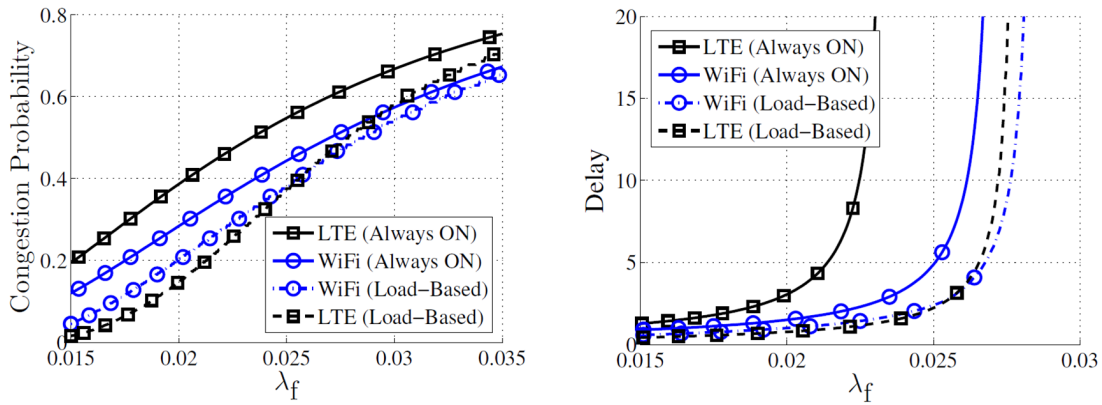 0.8
0.6
0.4
0.2
0
Congestion Probability
LTE (Always ON)
WiFi (Always ON)
WiFi (Load−Based)
LTE (Load−Based)
0.015 0.02 0.025 0.03 0.035
λf
20
15
10
5
0
Delay
LTE (Always ON)
WiFi (Always ON)
WiFi (Load−Based)
LTE (Load−Based)
0.015 0.02 0.025 0.03
λf